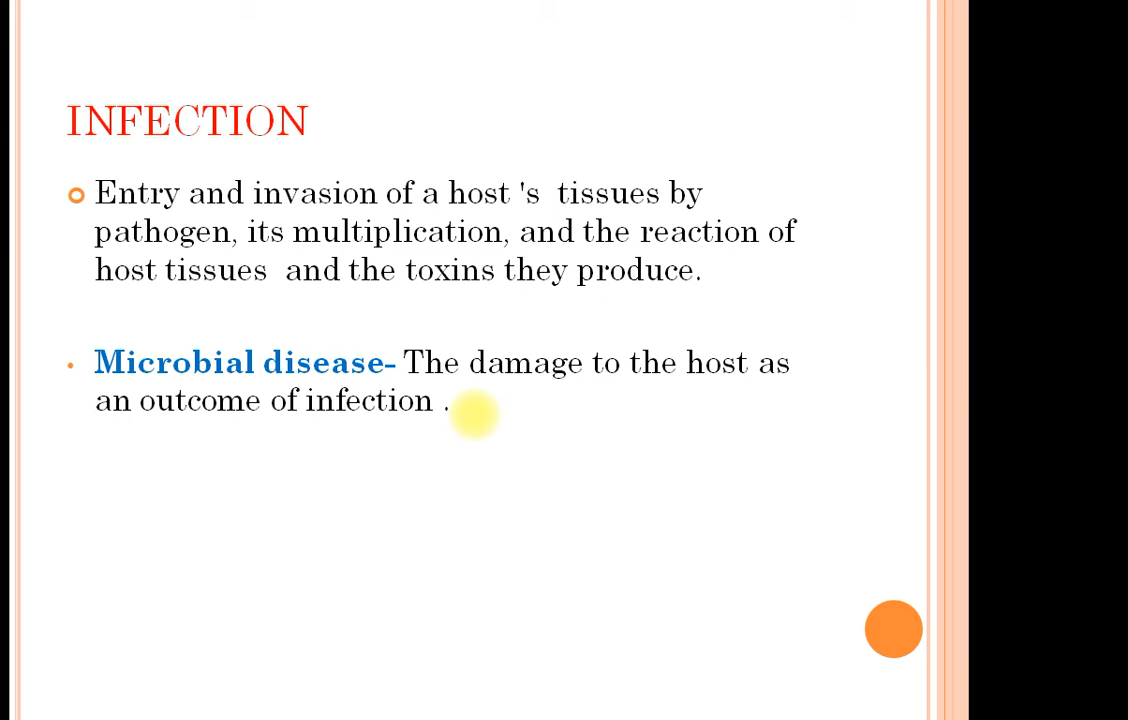 INFECTION
Entry and invasion of a host 's  tissues by
pathogen, its multiplication, and the reaction of
host tissues  and the toxins they produce.
Microbial disease- The damage to the host as
an outcome of infection .